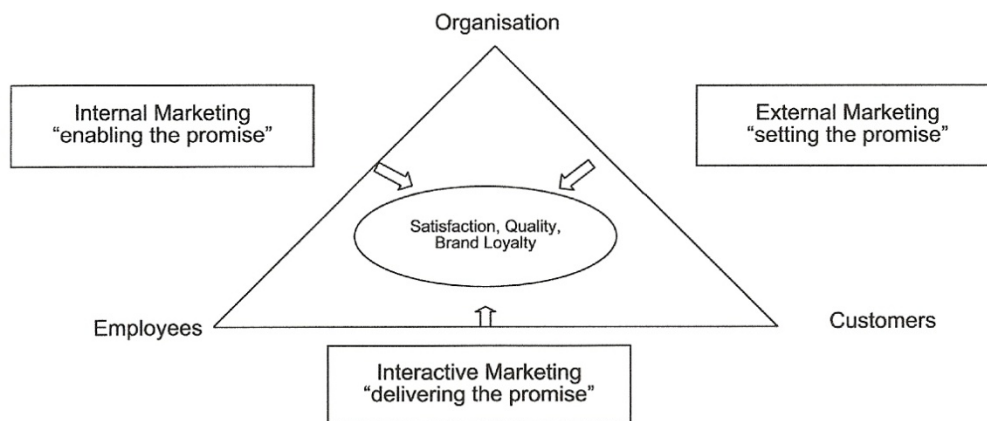 Organisation
Internal Marketing
“enabling the promise”
External Marketing
“setting the promise”
Satisfaction, Quality,
Brand Loyalty
Employees
Customers
Interactive Marketing
“delivering the promise”